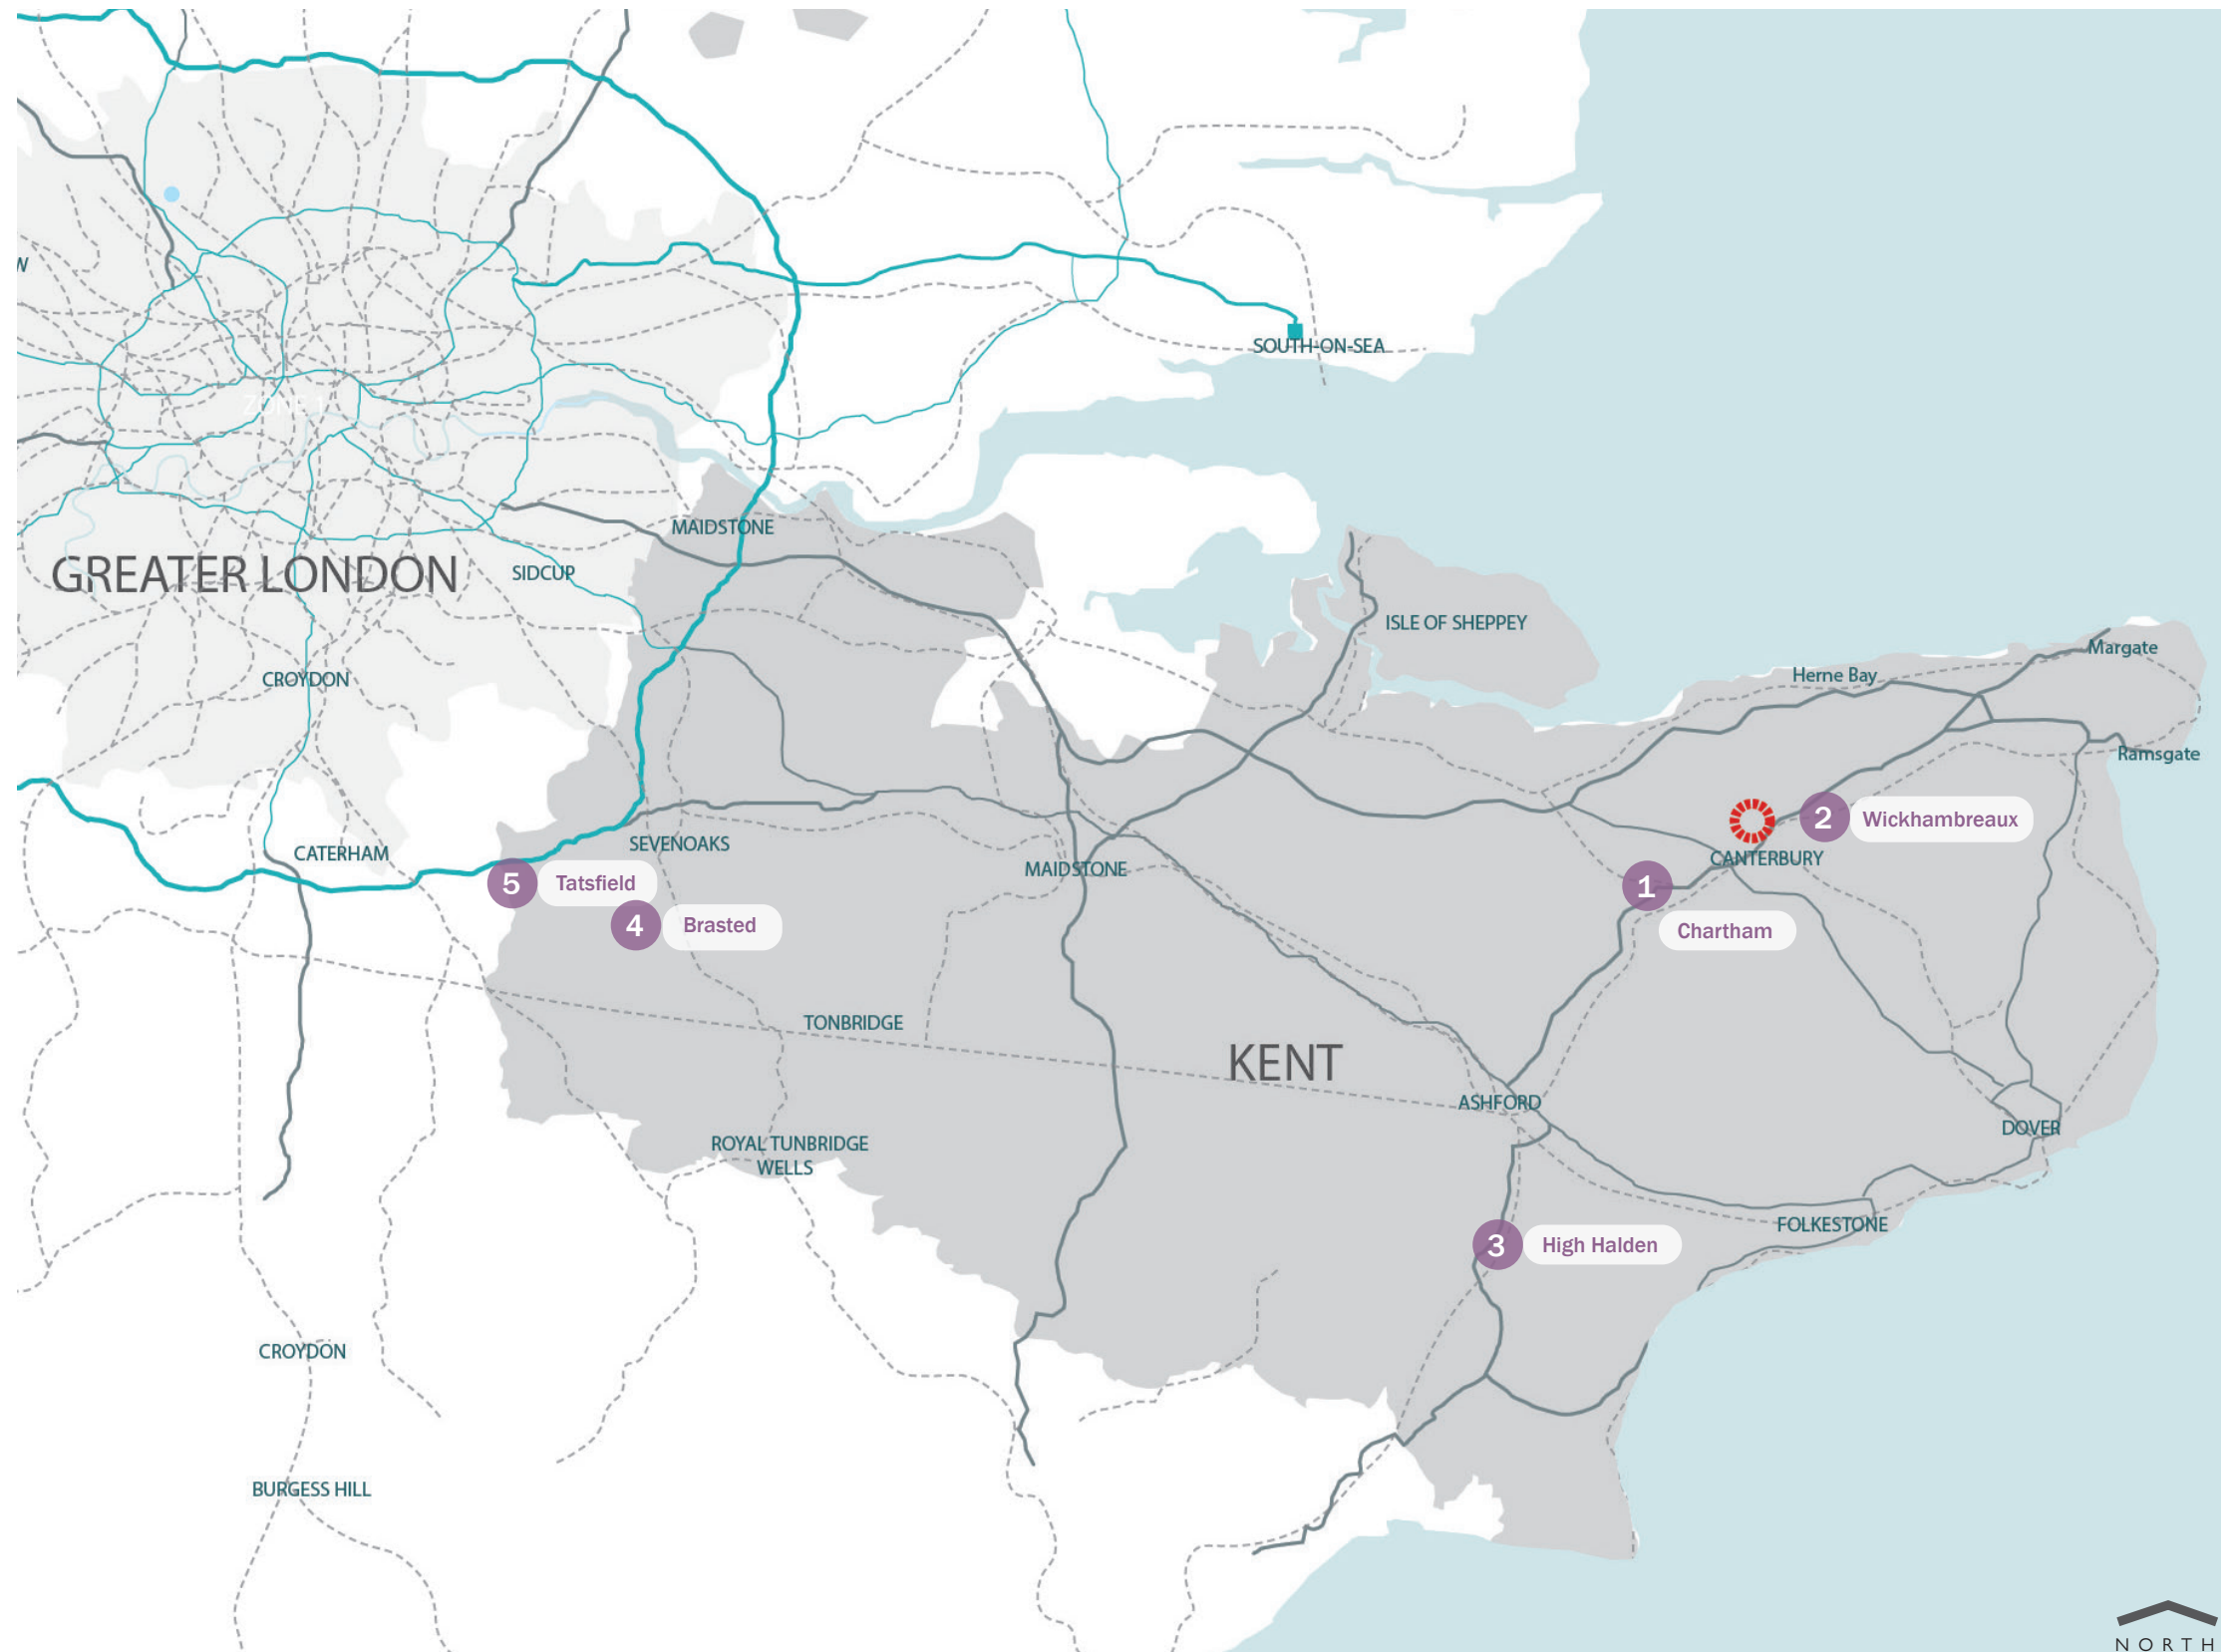 W
SOUTH-ON-SEA
ZONE 1
MAIDSTONE
GREATER LONDON
SIDCUP
ISLE OF SHEPPEY
Margate
CROYDON
Herne Bay
Ramsgate
2 Wickhambreaux
SEVENOAKS
CATERHAM
CANTERBURY
MAIDSTONE
5 Tatsfield
1
Chartham
4 Brasted
TONBRIDGE
KENT
ASHFORD
DOVER
ROYAL TUNBRIDGE
WELLS
FOLKESTONE
3 High Halden
CROYDON
BURGESS HILL
NORTH